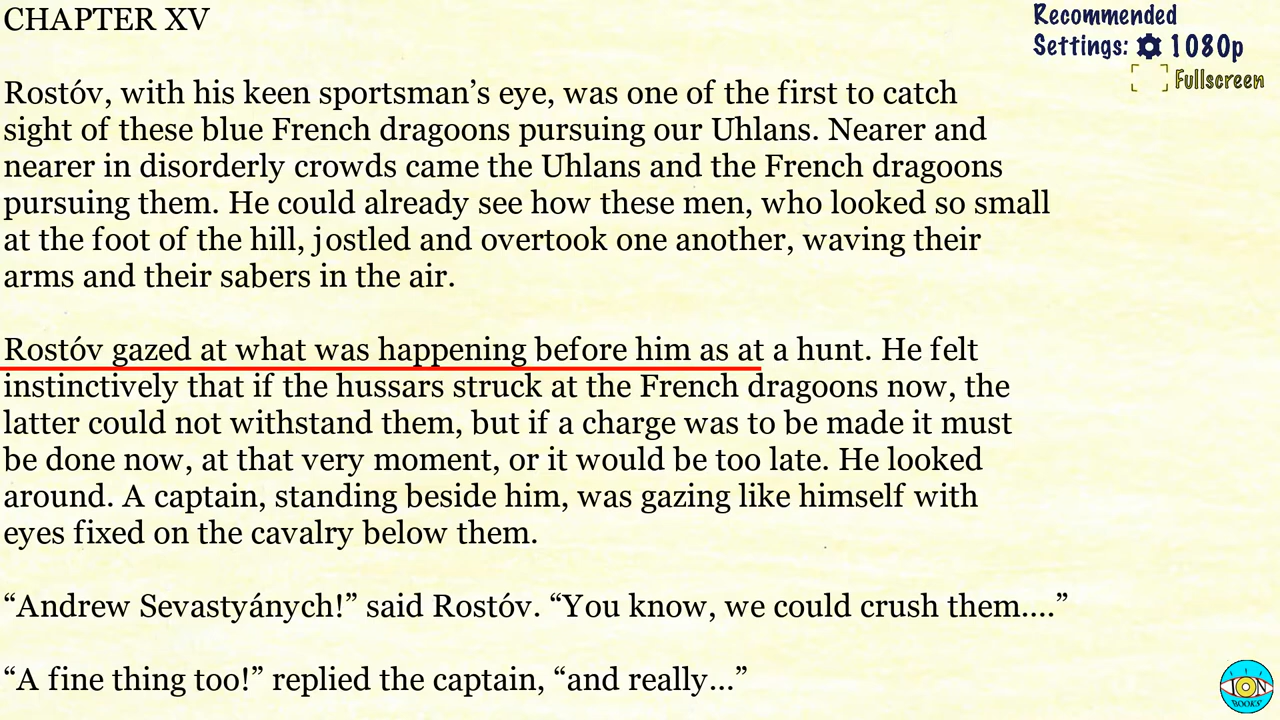 CHAPTER XV
Recommended
Settings: 1080p
Fullscreen
Rostóv, with his keen sportsman’s eye, was one of the first to catch
sight of these blue French dragoons pursuing our Uhlans. Nearer and
nearer in disorderly crowds came the Uhlans and the French dragoons
pursuing them. He could already see how these men, who looked so small
at the foot of the hill, jostled and overtook one another, waving their
arms and their sabers in the air.
Rostóv gazed at what was happening before him as at a hunt. He felt
instinctively that if the hussars struck at the French dragoons now, the
latter could not withstand them, but if a charge was to be made it must
be done now, at that very moment, or it would be too late. He looked
around. A captain, standing beside him, was gazing like himself with
eyes fixed on the cavalry below them.
“Andrew Sevastyánych!” said Rostóv. “You know, we could crush them....”
“A fine thing too!” replied the captain, “and really...”
ION
BOOKS